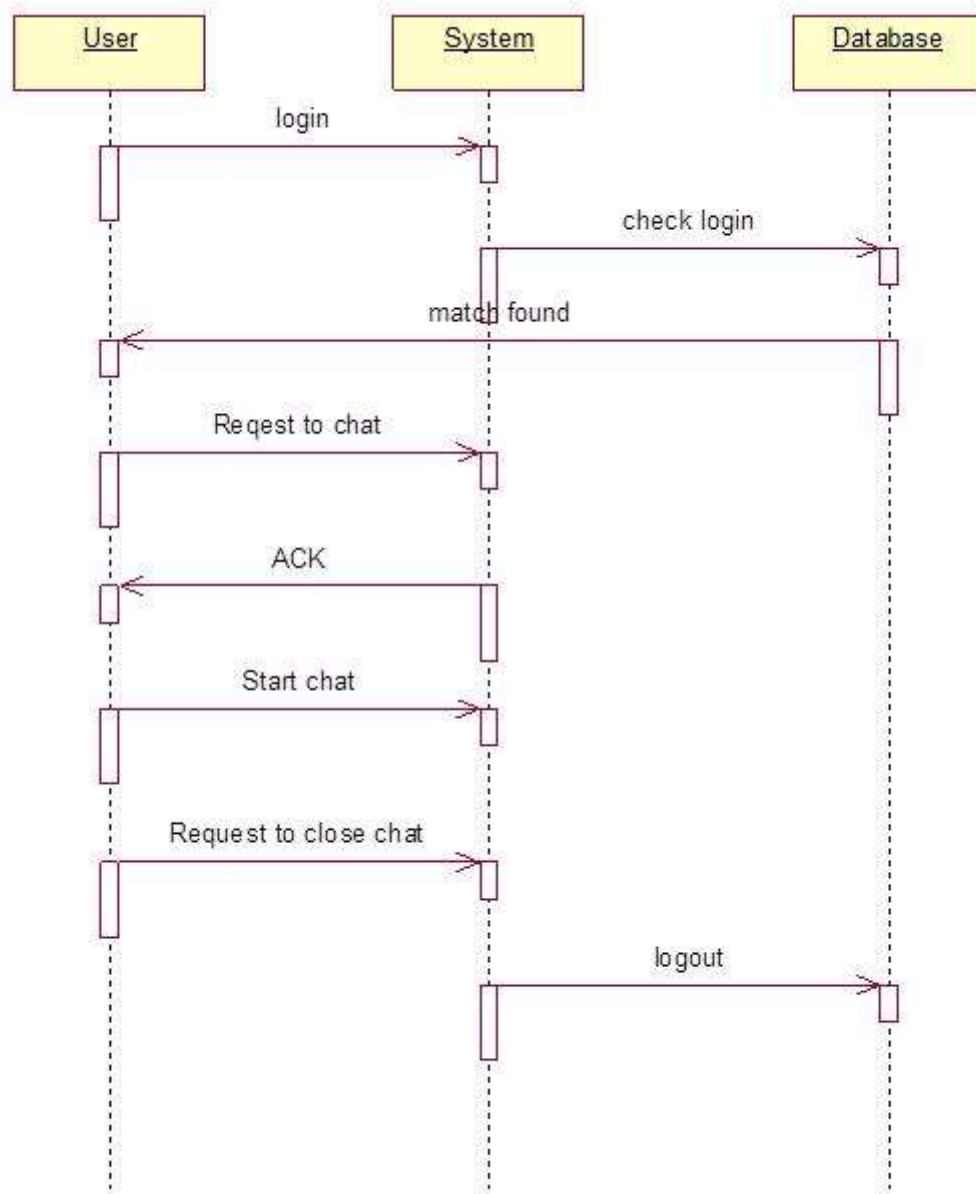 User
System
Database
login
check login
match found
Reqest to chat
ACK
Start chat
Request to close chat
logout